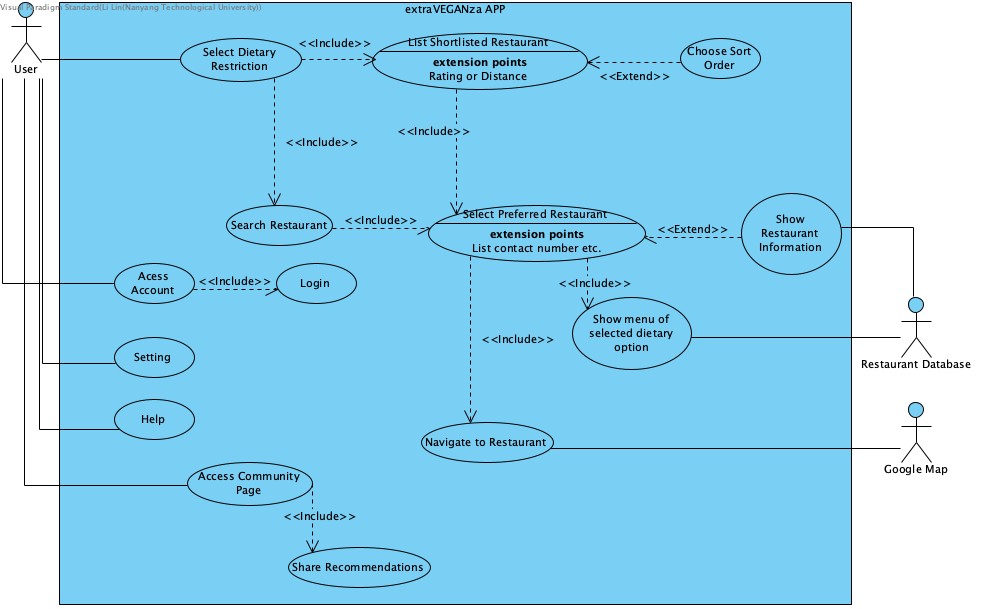 Visual Paradigm Standard(Li Lin(Nanyang Technological University))
extraVEGANza APP
User
Select Dietary
Restriction
<<Include>>
List Shortlisted Restaurant
extension points
Rating or Distance
<<Extend>>
Choose Sort
Order
<<Include>>
<<Include>>
Search Restaurant
<<Include>>
Select Preferred Restaurant
extension points
List contact number etc.
<<Extend>>
Show
Restaurant
Information
Acess
Account
<<Include>>
Login
<<Include>>
Show menu of
selected dietary
option
<<Include>>
Restaurant Database
Setting
Help
Navigate to Restaurant
Google Map
Access Community
Page
<<Include>>
Share Recommendations